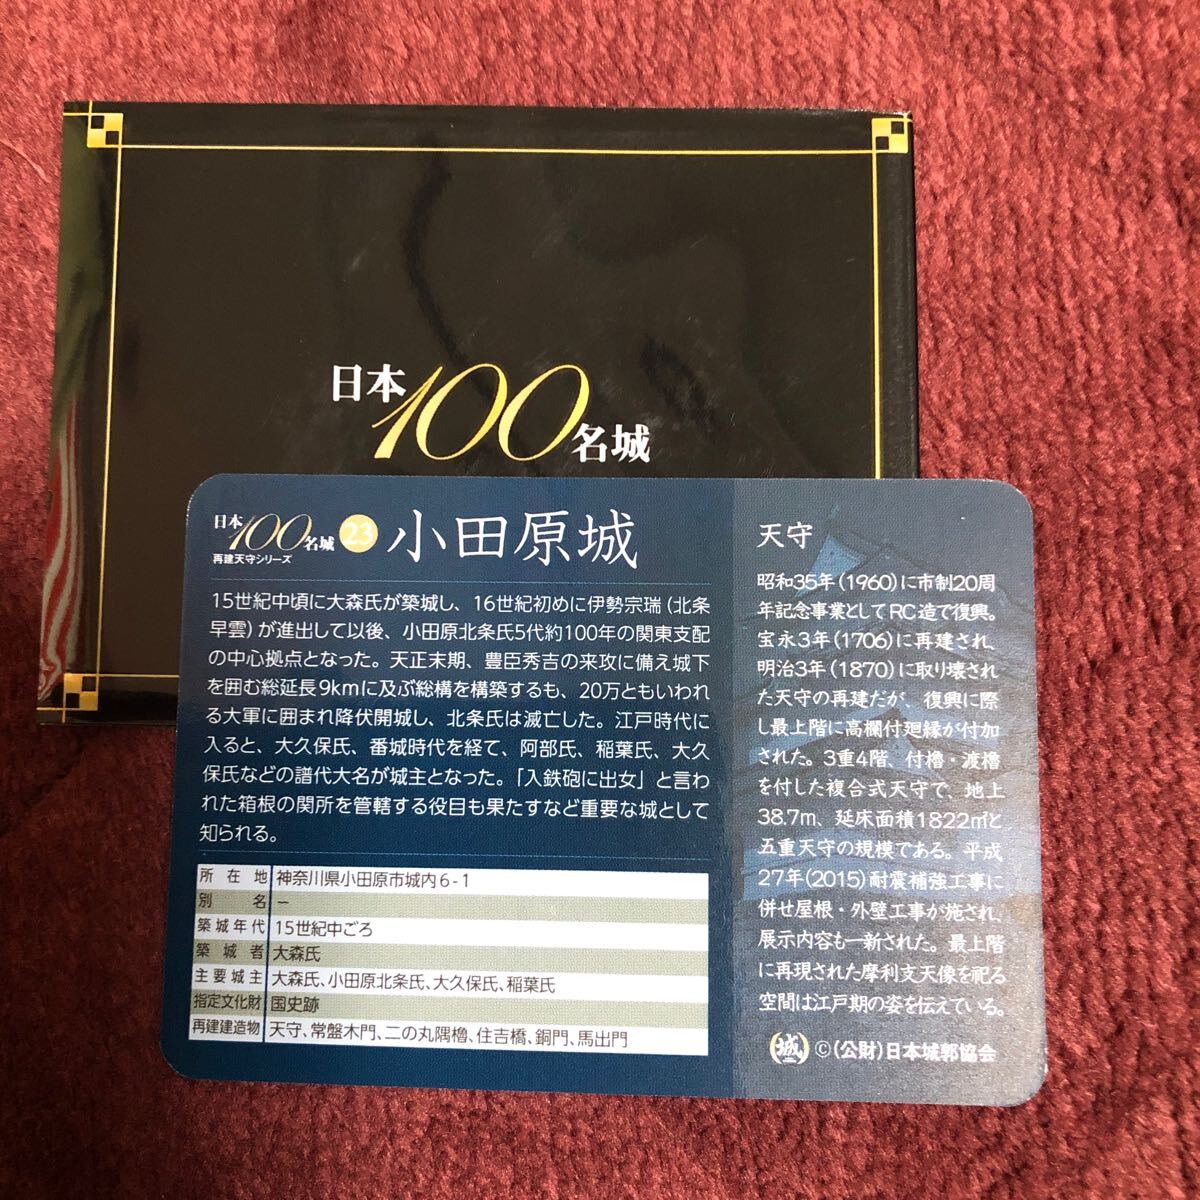 日本100名城
日本100名城 23 小田原城
再建天守シリーズ
15世紀中頃に大森氏が築城し、16世紀初めに伊勢宗瑞（北条
早雲）が進出して以後、小田原北条氏5代約100年の関東支配
の中心拠点となった。天正末期、豊臣秀吉の来攻に備え城下
を囲む総延長9kmに及ぶ総構を構築するも、20万ともいわれ
る大軍に囲まれ降伏開城し、北条氏は滅亡した。江戸時代に
入ると、大久保氏、番城時代を経て、阿部氏、稲葉氏、大久
保氏などの譜代大名が城主となった。「入鉄砲に出女」と言わ
れた箱根の関所を管轄する役目も果たすなど重要な城として
知られる。
所在地 神奈川県小田原市城内6-1
別名 －
築城年代 15世紀中ごろ
築城者 大森氏
主要城主 大森氏、小田原北条氏、大久保氏、稲葉氏
指定文化財 国史跡
再建建造物 天守、常盤木門、二の丸隅櫓、住吉橋、銅門、馬出門
天守
昭和35年（1960）に市制20周
年記念事業としてRC造で復興。
宝永3年（1706）に再建され、
明治3年（1870）に取り壊され
た天守の再建だが、復興に際
し最上階に高欄付廻縁が付加
された。3重4階、付櫓・渡櫓
を付した複合式天守で、地上
38.7m、延床面積1822㎡と
五重天守の規模である。平成
27年（2015）耐震補強工事に
併せ屋根・外壁工事が施され、
展示内容も一新された。最上階
に再現された摩利支天像を祀る
空間は江戸期の姿を伝えている。
城 ©（公財）日本城郭協会